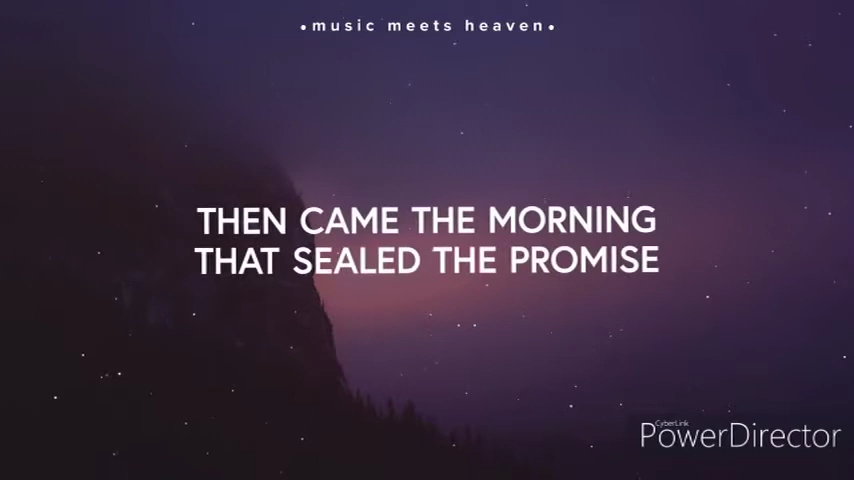 •music meets heaven•
THEN CAME THE MORNING
THAT SEALED THE PROMISE
CyberLink
PowerDirector